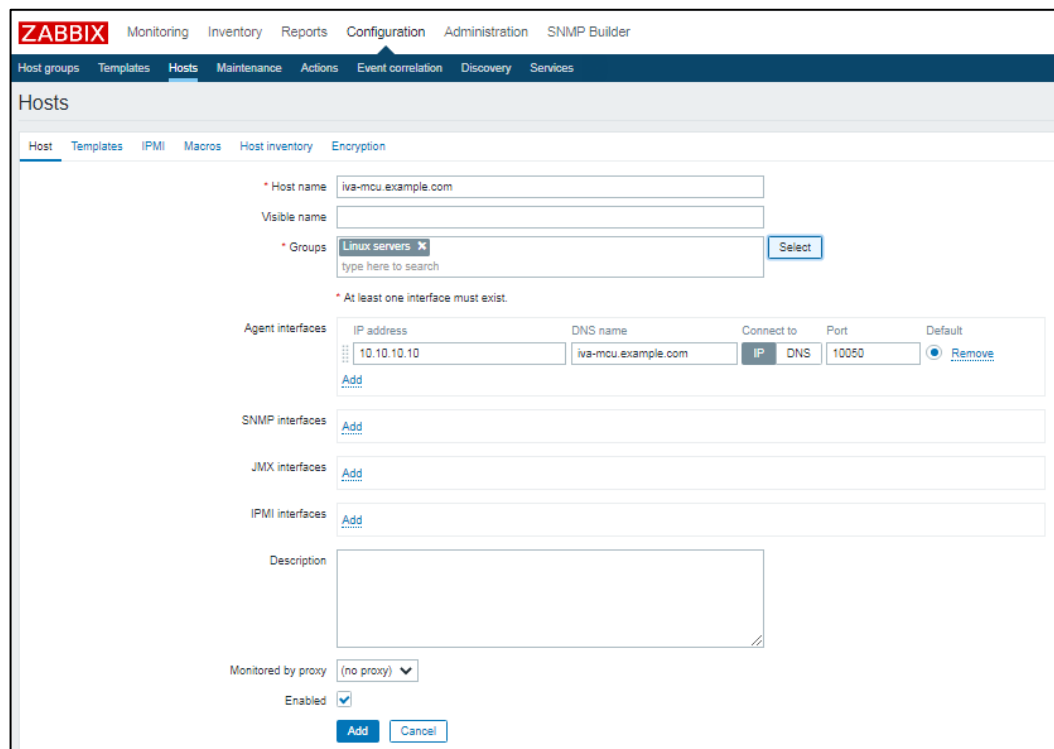 ZABBIX Monitoring Inventory Reports Configuration Administration SNMP Builder
Host groups Templates Hosts Maintenance Actions Event correlation Discovery Services
Hosts
Host Templates IPMI Macros Host inventory Encryption
* Host name iva-mcu.example.com
Visible name
* Groups Linux servers Select
type here to search
* At least one interface must exist.
Agent interfaces IP address DNS name Connect to Port Default
10.10.10.10 iva-mcu.example.com IP DNS 10050 Remove
Add
SNMP interfaces Add
JMX interfaces Add
IPMI interfaces Add
Description
Monitored by proxy (no proxy)
Enabled
Add Cancel